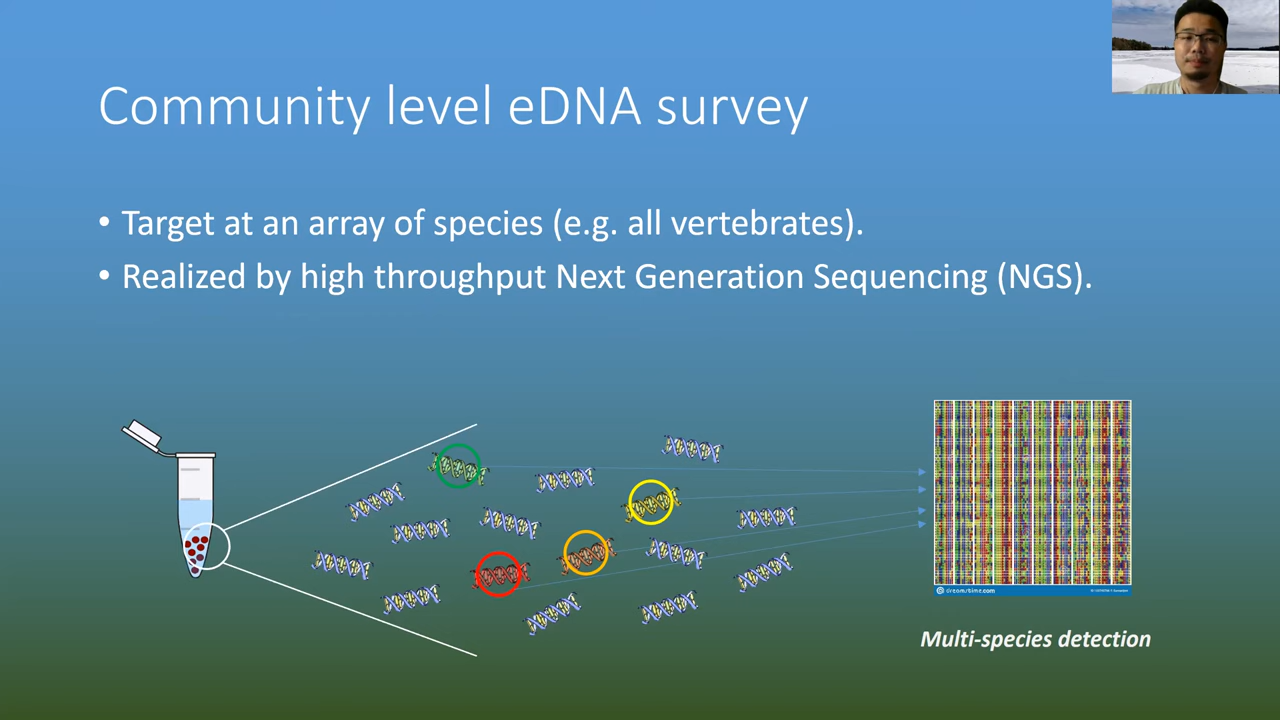 Community level eDNA survey
• Target at an array of species (e.g. all vertebrates).
• Realized by high throughput Next Generation Sequencing (NGS).
dreamstime.com
Multi-species detection